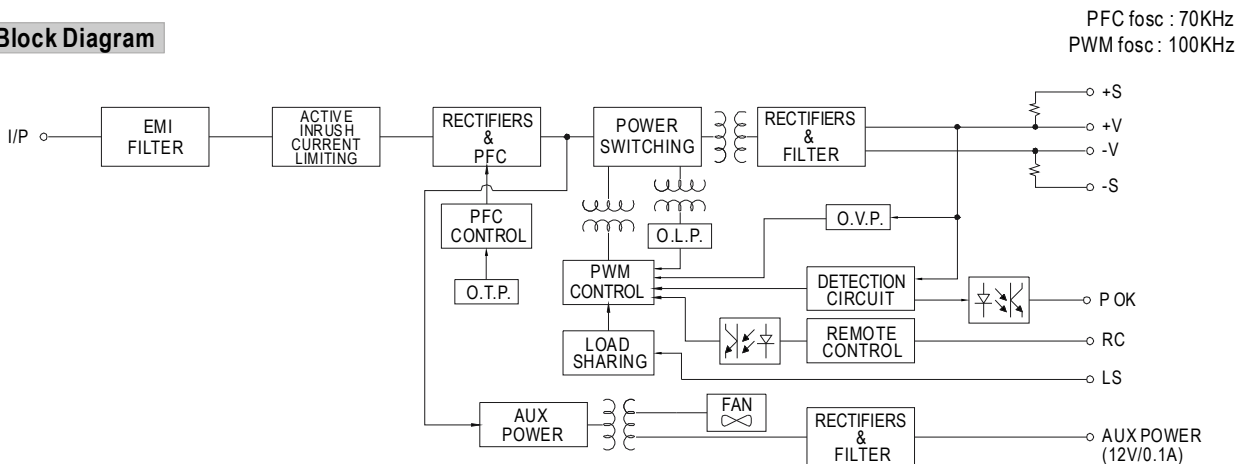 Block Diagram
PFC fosc : 70KHz
PWM fosc : 100KHz
I/P
EMI
FILTER
ACTIVE
INRUSH
CURRENT
LIMITING
RECTIFIERS
&
PFC
POWER
SWITCHING
RECTIFIERS
&
FILTER
+S
+V
-V
-S
PFC
CONTROL
O.L.P.
O.V.P.
O.T.P.
PWM
CONTROL
DETECTION
CIRCUIT
P OK
LOAD
SHARING
REMOTE
CONTROL
RC
LS
AUX
POWER
FAN
RECTIFIERS
&
FILTER
AUX POWER
(12V/0.1A)